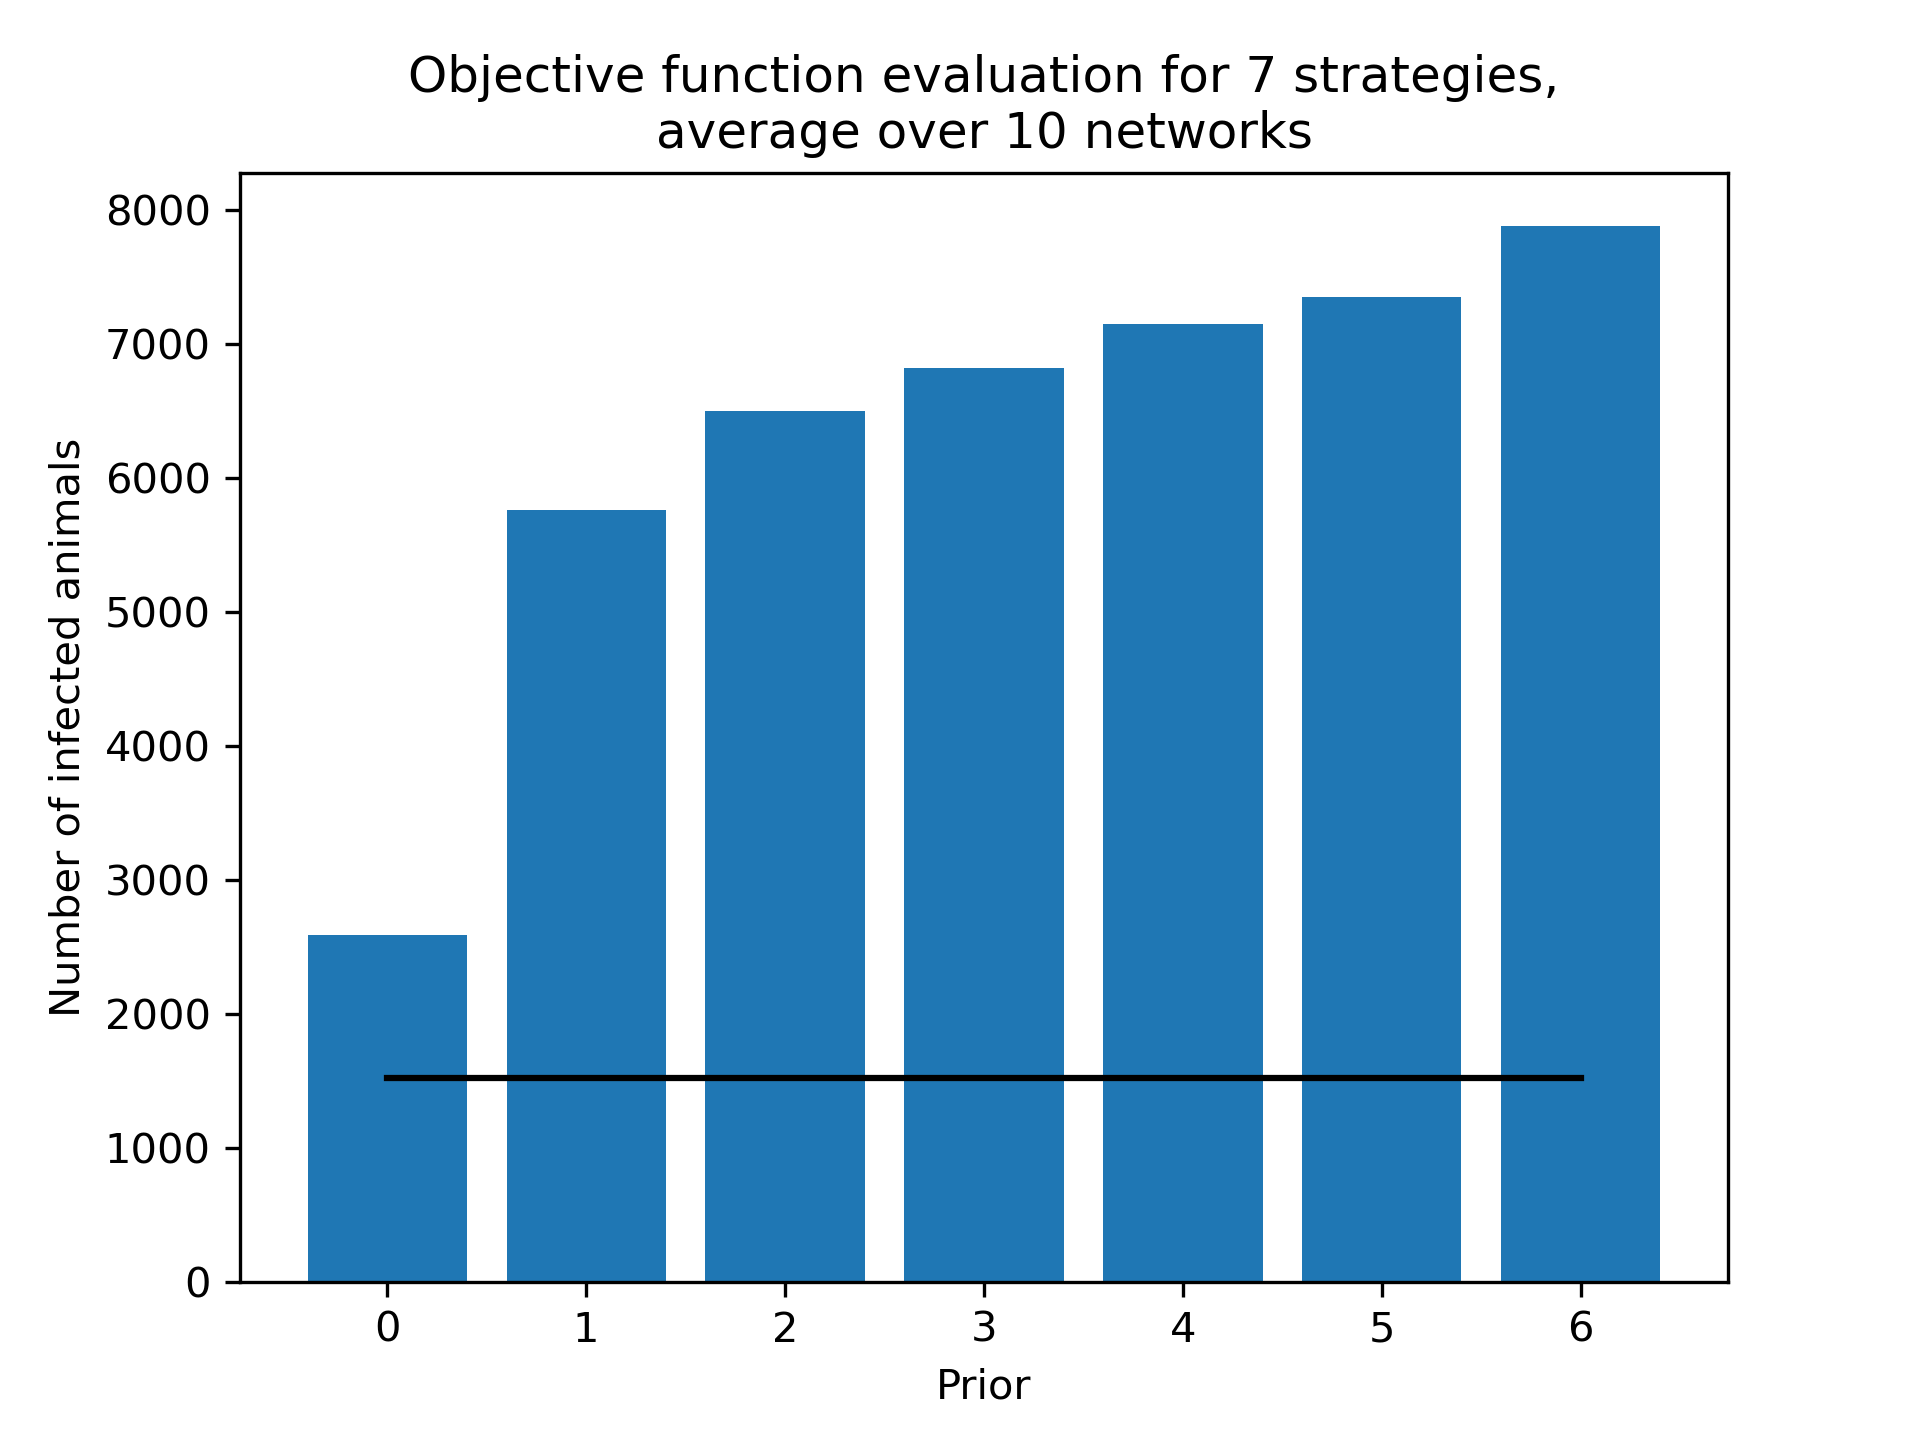 Objective function evaluation for 7 strategies,
average over 10 networks
Number of infected animals
8000
7000
6000
5000
4000
3000
2000
1000
0
0 1 2 3 4 5 6
Prior